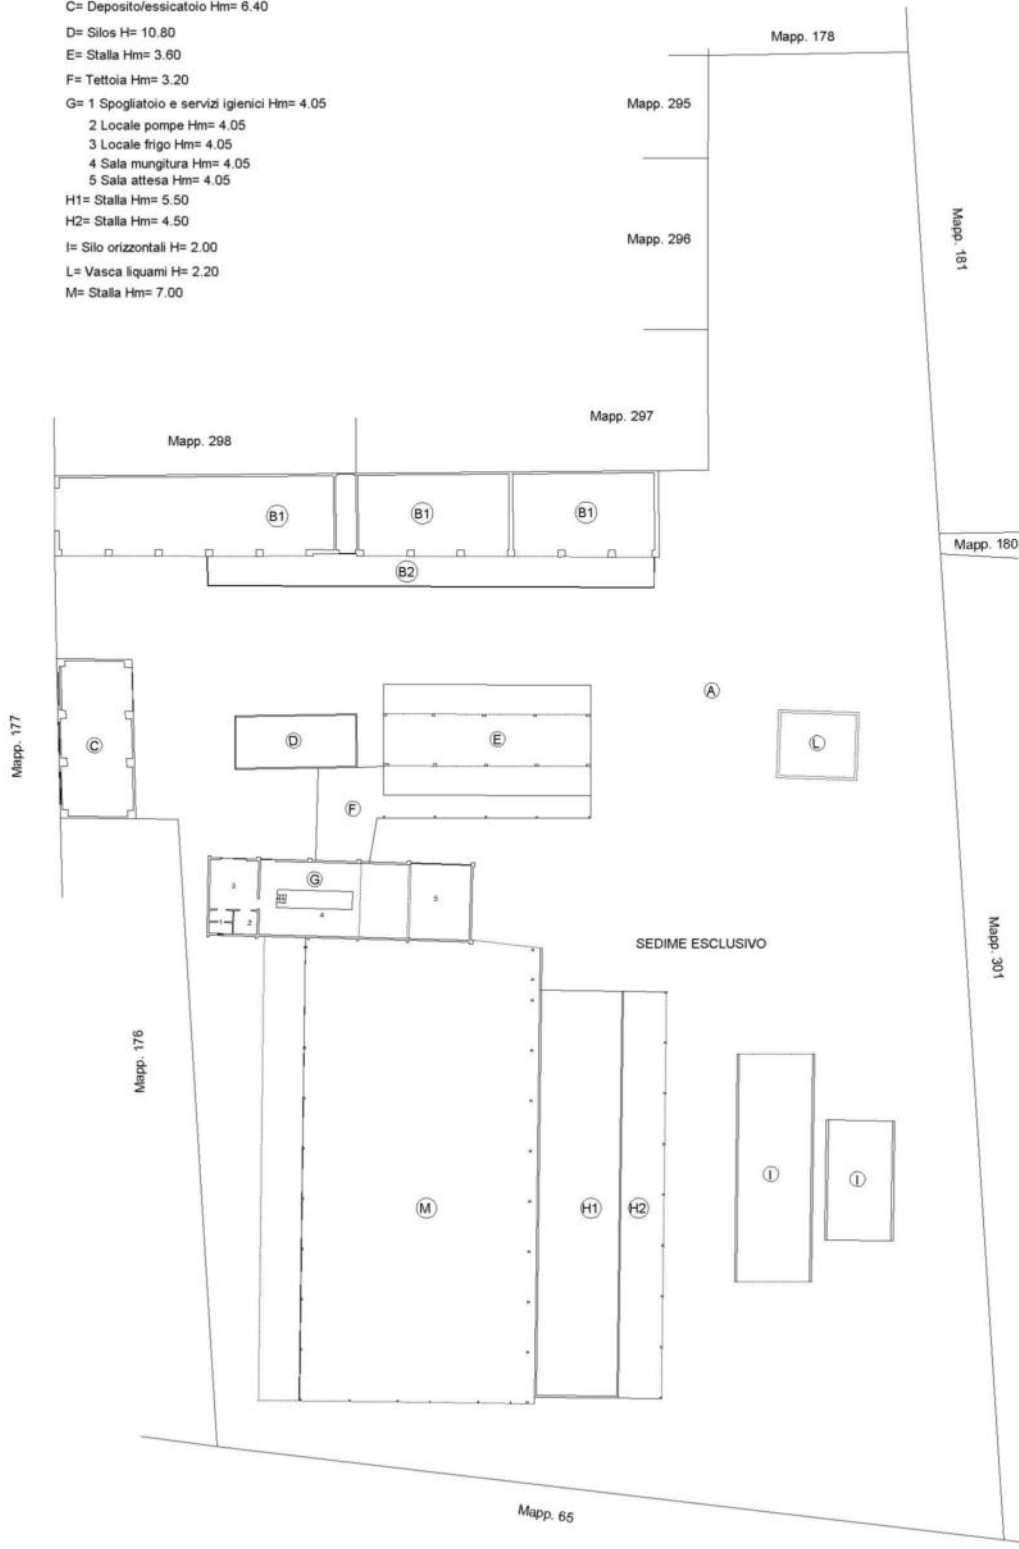 C= Deposito/essicatoio Hm= 6.40
D= Silos H= 10.80
E= Stalla Hm= 3.60
F= Tettoia Hm= 3.20
G= 1 Spogliatoio e servizi igienici Hm= 4.05
2 Locale pompe Hm= 4.05
3 Locale frigo Hm= 4.05
4 Sala mungitura Hm= 4.05
5 Sala attesa Hm= 4.05
H1= Stalla Hm= 5.50
H2= Stalla Hm= 4.50
I= Silo orizzontali H= 2.00
L= Vasca liquami H= 2.20
M= Stalla Hm= 7.00
Mapp. 178
Mapp. 295
Mapp. 296
Mapp. 181
Mapp. 297
Mapp. 298
B1
B1
B1
Mapp. 180
B2
A
Mapp. 177
C
D
E
L
F
G
3
5
4
1
2
SEDIME ESCLUSIVO
Mapp. 301
Mapp. 176
I
I
M
H1
H2
Mapp. 65